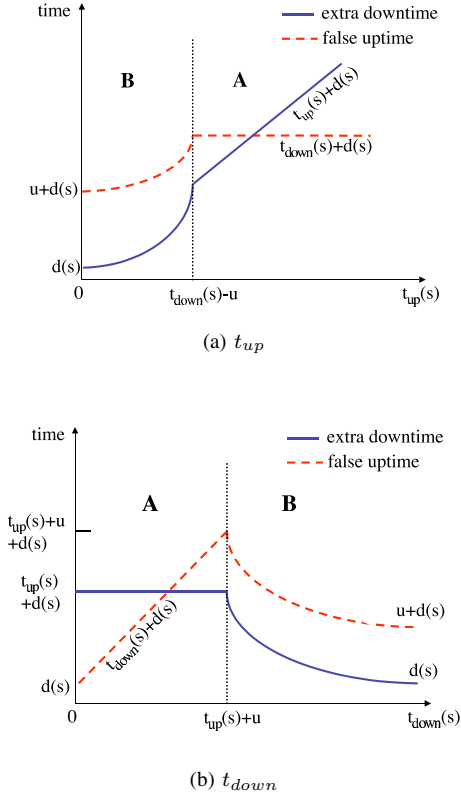 time
extra downtime
false uptime
B
A
t_up(s)+d(s)
t_down(s)+d(s)
u+d(s)
d(s)
0
t_down(s)-u
t_up(s)
(a) t_up
time
extra downtime
false uptime
A
B
t_up(s)+u
+d(s)
t_up(s)
+d(s)
t_down(s)+d(s)
u+d(s)
d(s)
d(s)
0
t_up(s)+u
t_down(s)
(b) t_down